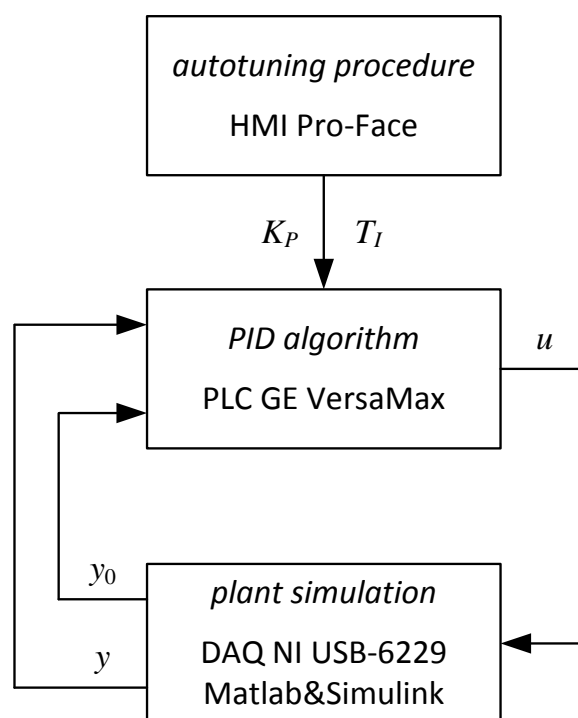 autotuning procedure
HMI Pro-Face
K_P T_I
PID algorithm
PLC GE VersaMax
u
y_0
plant simulation
DAQ NI USB-6229
y
Matlab&Simulink